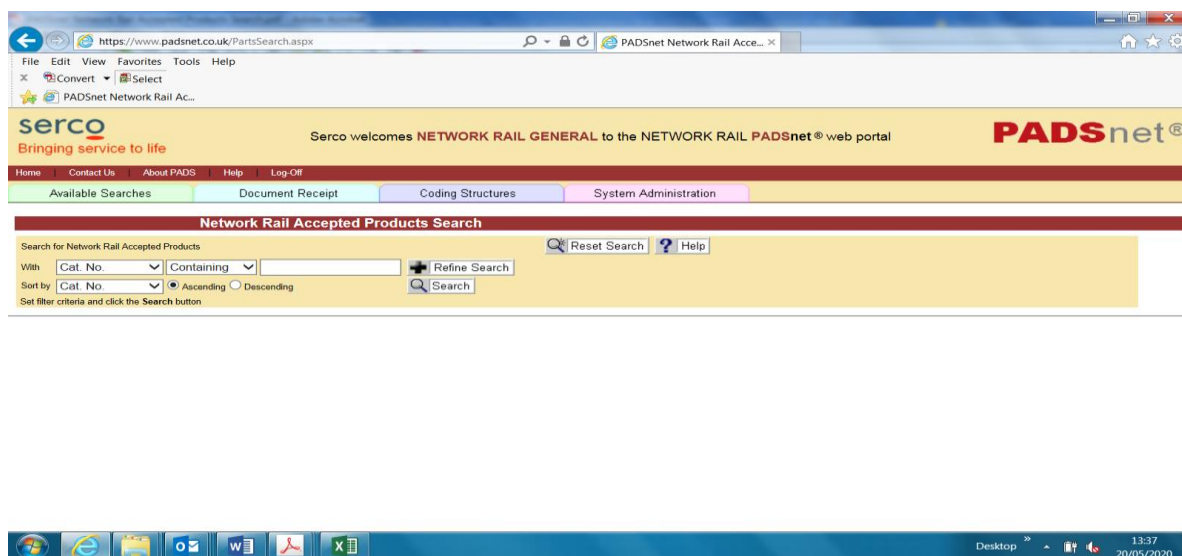 https://www.padsnet.co.uk/PartsSearch.aspx
PADSnet Network Rail Acce...
File Edit View Favorites Tools Help
x Convert Select
PADSnet Network Rail Ac...
serco
Bringing service to life
Serco welcomes NETWORK RAIL GENERAL to the NETWORK RAIL PADSnet® web portal
PADSnet®
Home | Contact Us | About PADS | Help | Log-Off
Available Searches Document Receipt Coding Structures System Administration
Network Rail Accepted Products Search
Search for Network Rail Accepted Products Reset Search ? Help
With Cat. No. Containing Refine Search
Sort by Cat. No. Ascending Descending Search
Set filter criteria and click the Search button
Desktop » 13:37
20/05/2020